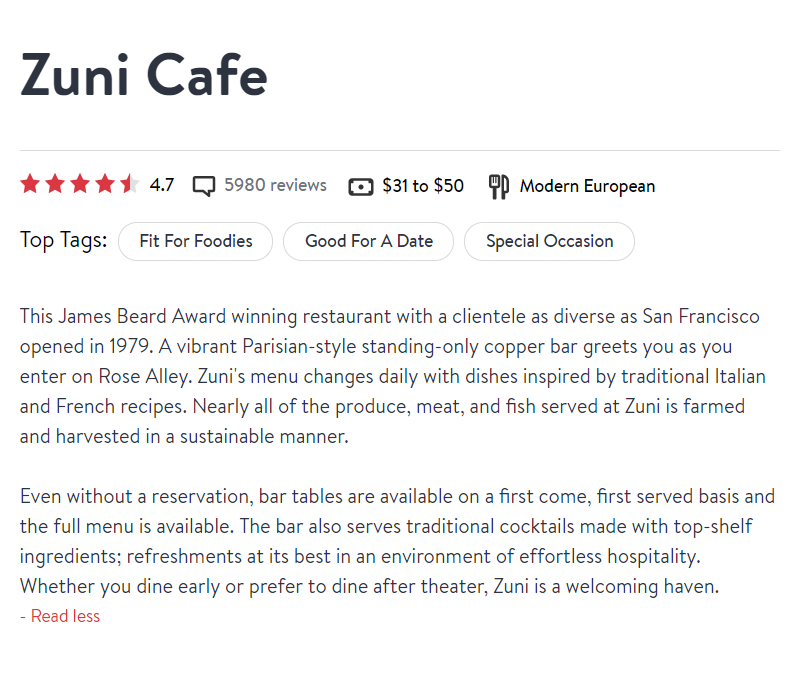 Zuni Cafe
4.7 5980 reviews $31 to $50 Modern European
Top Tags: Fit For Foodies Good For A Date Special Occasion
This James Beard Award winning restaurant with a clientele as diverse as San Francisco
opened in 1979. A vibrant Parisian-style standing-only copper bar greets you as you
enter on Rose Alley. Zuni's menu changes daily with dishes inspired by traditional Italian
and French recipes. Nearly all of the produce, meat, and fish served at Zuni is farmed
and harvested in a sustainable manner.
Even without a reservation, bar tables are available on a first come, first served basis and
the full menu is available. The bar also serves traditional cocktails made with top-shelf
ingredients; refreshments at its best in an environment of effortless hospitality.
Whether you dine early or prefer to dine after theater, Zuni is a welcoming haven.
- Read less